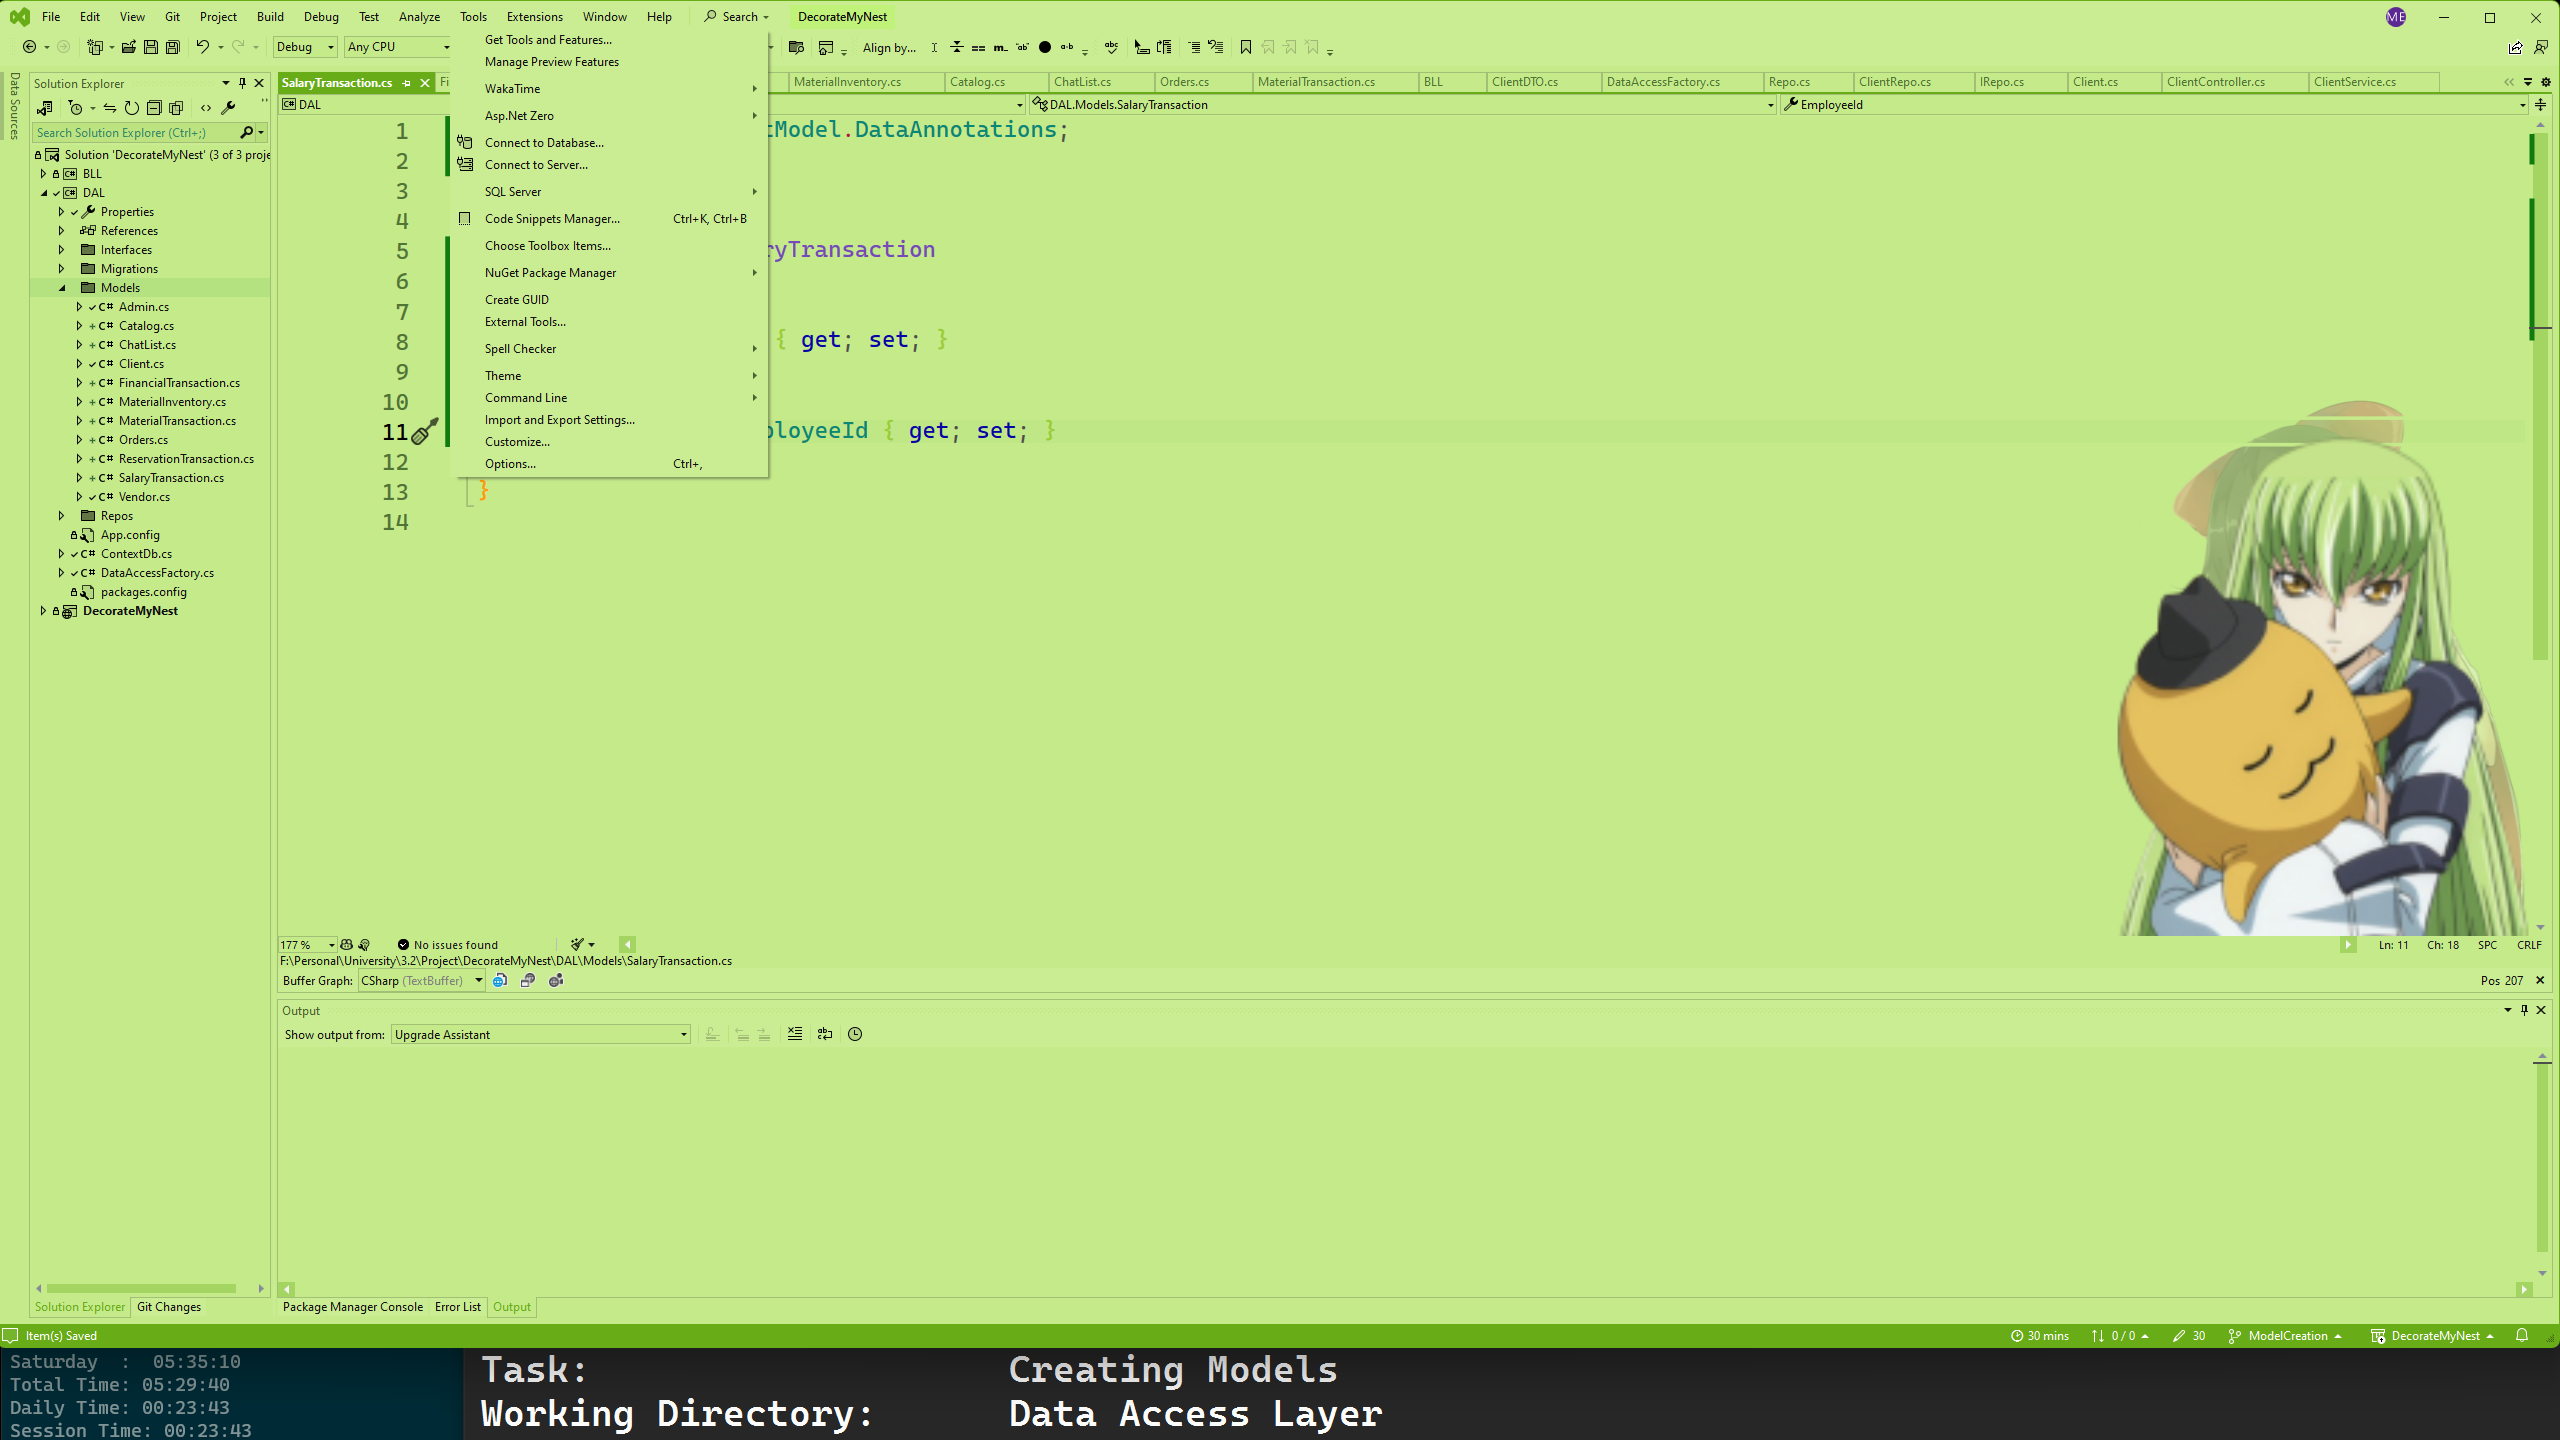 File Edit View Git Project Build Debug Test Analyze Tools Extensions Window Help Search DecorateMyNest ME
Debug Any CPU Align by...
Data Sources
Solution Explorer
Search Solution Explorer (Ctrl+;)
Solution 'DecorateMyNest' (3 of 3 proje
BLL
DAL
Properties
References
Interfaces
Migrations
Models
C# Admin.cs
C# Catalog.cs
C# ChatList.cs
C# Client.cs
C# FinancialTransaction.cs
C# MaterialInventory.cs
C# MaterialTransaction.cs
C# Orders.cs
C# ReservationTransaction.cs
C# SalaryTransaction.cs
C# Vendor.cs
Repos
App.config
C# ContextDb.cs
C# DataAccessFactory.cs
packages.config
DecorateMyNest
Solution Explorer Git Changes
SalaryTransaction.cs Fi MaterialInventory.cs Catalog.cs ChatList.cs Orders.cs MaterialTransaction.cs BLL ClientDTO.cs DataAccessFactory.cs Repo.cs ClientRepo.cs IRepo.cs Client.cs ClientController.cs ClientService.cs
DAL DAL.Models.SalaryTransaction EmployeeId
Get Tools and Features...
Manage Preview Features
WakaTime
Asp.Net Zero
Connect to Database...
Connect to Server...
SQL Server
Code Snippets Manager... Ctrl+K, Ctrl+B
Choose Toolbox Items...
NuGet Package Manager
Create GUID
External Tools...
Spell Checker
Theme
Command Line
Import and Export Settings...
Customize...
Options... Ctrl+,
1 tModel.DataAnnotations;
2
3
4
5 ryTransaction
6
7
8 { get; set; }
9
10
11 ployeeId { get; set; }
12
13 }
14
177 % No issues found Ln: 11 Ch: 18 SPC CRLF
F:\Personal\University\3.2\Project\DecorateMyNest\DAL\Models\SalaryTransaction.cs
Buffer Graph: CSharp (TextBuffer) Pos 207
Output
Show output from: Upgrade Assistant
Package Manager Console Error List Output
Item(s) Saved 30 mins 0 / 0 30 ModelCreation DecorateMyNest
Saturday : 05:35:10
Total Time: 05:29:40
Daily Time: 00:23:43
Session Time: 00:23:43
Task: Creating Models
Working Directory: Data Access Layer